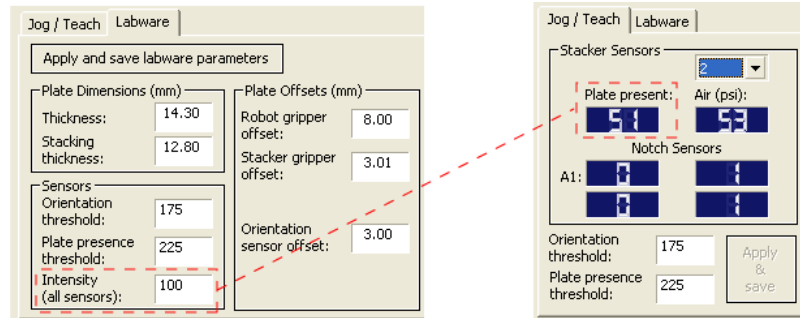 Jog / Teach Labware
Apply and save labware parameters
Plate Dimensions (mm)
Thickness: 14.30
Stacking
thickness: 12.80
Sensors
Orientation
threshold: 175
Plate presence
threshold: 225
Intensity
(all sensors): 100
Plate Offsets (mm)
Robot gripper
offset: 8.00
Stacker gripper
offset: 3.01
Orientation
sensor offset: 3.00
Jog / Teach Labware
Stacker Sensors
2
Plate present: Air (psi):
51 53
Notch Sensors
A1: 0 1
0 1
Orientation
threshold: 175
Plate presence
threshold: 225
Apply
&
save